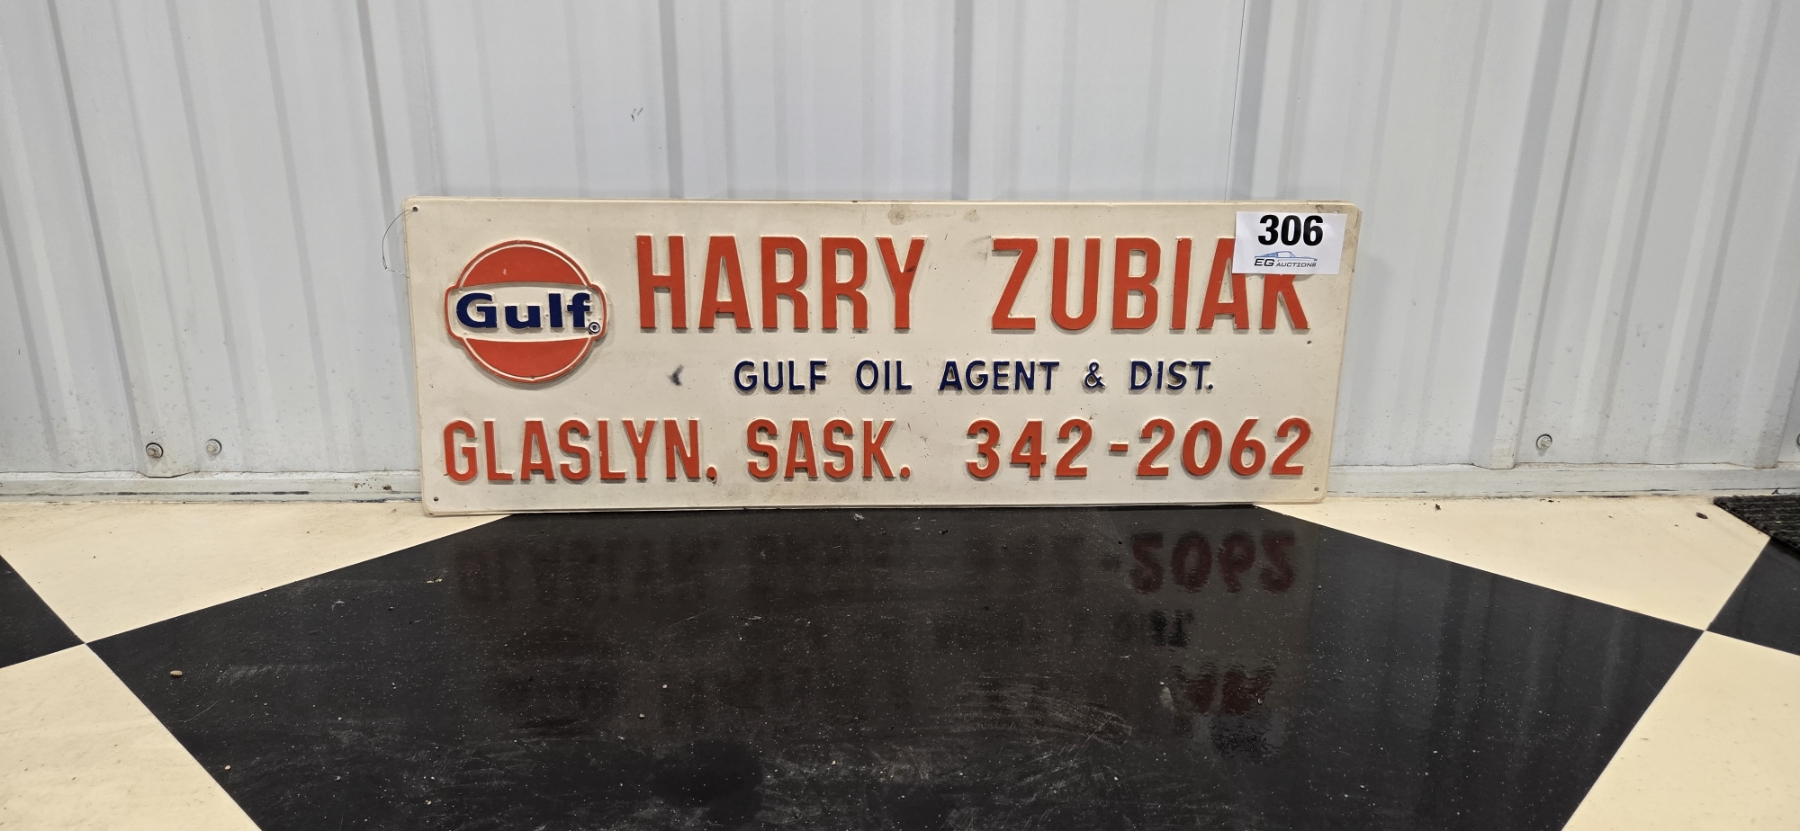 306
EG AUCTIONS
Gulf
HARRY ZUBIAK
GULF OIL AGENT & DIST.
GLASLYN, SASK. 342-2062